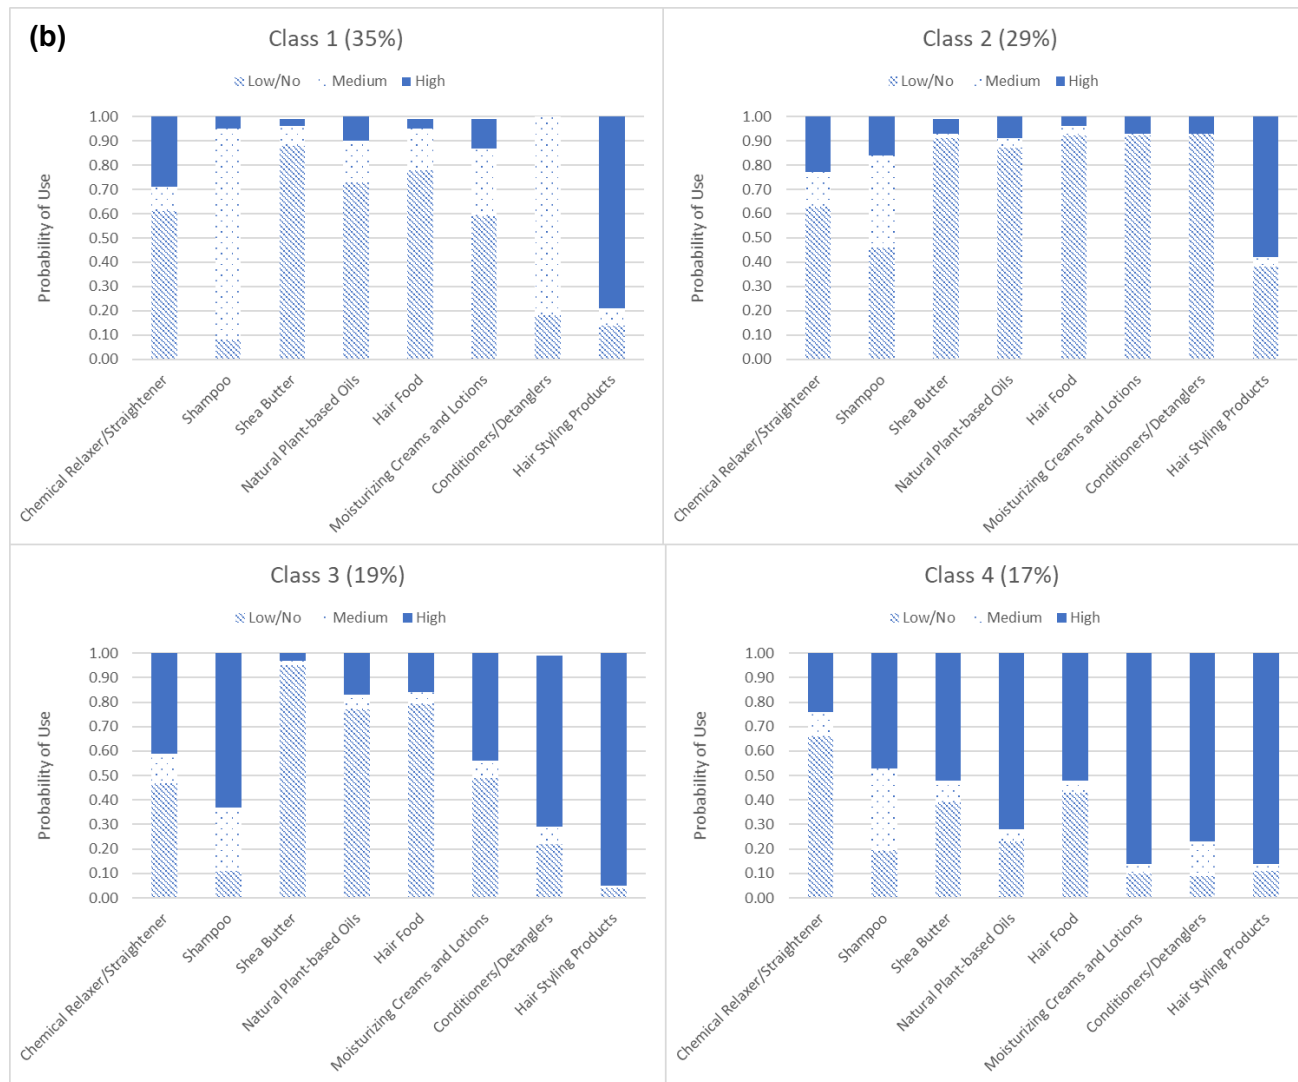 (b)
Class 1 (35%)
Low/No Medium High
Probability of Use
1.00
0.90
0.80
0.70
0.60
0.50
0.40
0.30
0.20
0.10
0.00
Chemical Relaxer/Straightener
Shampoo
Shea Butter
Natural Plant-based Oils
Hair Food
Moisturizing Creams and Lotions
Conditioners/Detanglers
Hair Styling Products
Class 2 (29%)
Low/No Medium High
Probability of Use
1.00
0.90
0.80
0.70
0.60
0.50
0.40
0.30
0.20
0.10
0.00
Chemical Relaxer/Straightener
Shampoo
Shea Butter
Natural Plant-based Oils
Hair Food
Moisturizing Creams and Lotions
Conditioners/Detanglers
Hair Styling Products
Class 3 (19%)
Low/No Medium High
Probability of Use
1.00
0.90
0.80
0.70
0.60
0.50
0.40
0.30
0.20
0.10
0.00
Chemical Relaxer/Straightener
Shampoo
Shea Butter
Natural Plant-based Oils
Hair Food
Moisturizing Creams and Lotions
Conditioners/Detanglers
Hair Styling Products
Class 4 (17%)
Low/No Medium High
Probability of Use
1.00
0.90
0.80
0.70
0.60
0.50
0.40
0.30
0.20
0.10
0.00
Chemical Relaxer/Straightener
Shampoo
Shea Butter
Natural Plant-based Oils
Hair Food
Moisturizing Creams and Lotions
Conditioners/Detanglers
Hair Styling Products